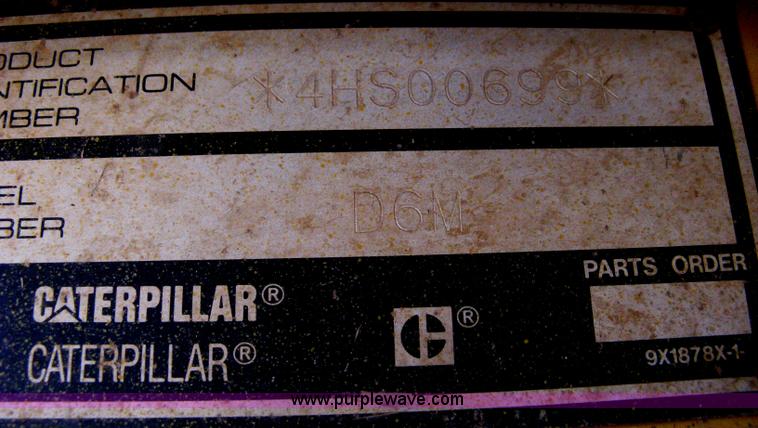 ODUCT
NTIFICATION
MBER
*4HS00699*
EL
BER
D6M
PARTS ORDER
CATERPILLAR®
®
CATERPILLAR®
9X1878X-1-
www.purplewave.com